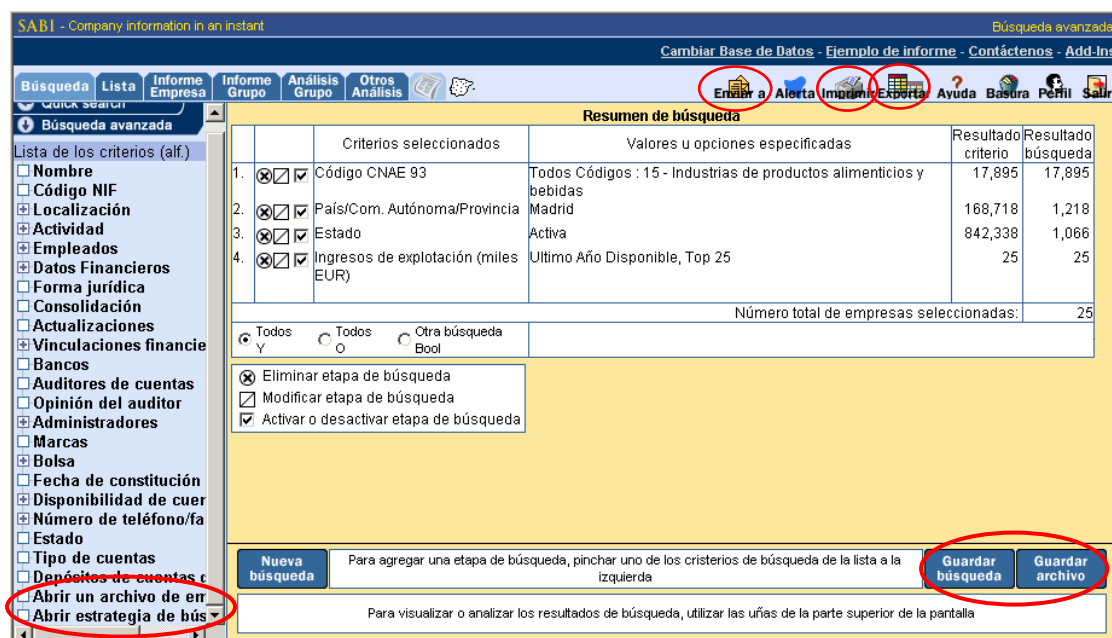 SABI - Company information in an instant
Búsqueda avanzada
Cambiar Base de Datos - Ejemplo de informe - Contáctenos - Add-Ins
Búsqueda Lista Informe Empresa Informe Grupo Análisis Grupo Otros Análisis
Enviar a Alerta Imprimir Exportar Ayuda Basura Perfil Salir
Quick search
Búsqueda avanzada
Lista de los criterios (alf.)
Nombre
Código NIF
Localización
Actividad
Empleados
Datos Financieros
Forma jurídica
Consolidación
Actualizaciones
Vinculaciones financie
Bancos
Auditores de cuentas
Opinión del auditor
Administradores
Marcas
Bolsa
Fecha de constitución
Disponibilidad de cuer
Número de teléfono/fa
Estado
Tipo de cuentas
Depósitos de cuentas c
Abrir un archivo de em
Abrir estrategia de bús
Resumen de búsqueda
Criterios seleccionados Valores u opciones especificadas Resultado criterio Resultado búsqueda
1. Código CNAE 93 Todos Códigos : 15 - Industrias de productos alimenticios y bebidas 17,895 17,895
2. País/Com. Autónoma/Provincia Madrid 168,718 1,218
3. Estado Activa 842,338 1,066
4. Ingresos de explotación (miles EUR) Ultimo Año Disponible, Top 25 25 25
Número total de empresas seleccionadas: 25
Todos Y Todos O Otra búsqueda Bool
Eliminar etapa de búsqueda
Modificar etapa de búsqueda
Activar o desactivar etapa de búsqueda
Nueva búsqueda
Para agregar una etapa de búsqueda, pinchar uno de los cristerios de búsqueda de la lista a la
izquierda
Guardar búsqueda Guardar archivo
Para visualizar o analizar los resultados de búsqueda, utilizar las uñas de la parte superior de la pantalla